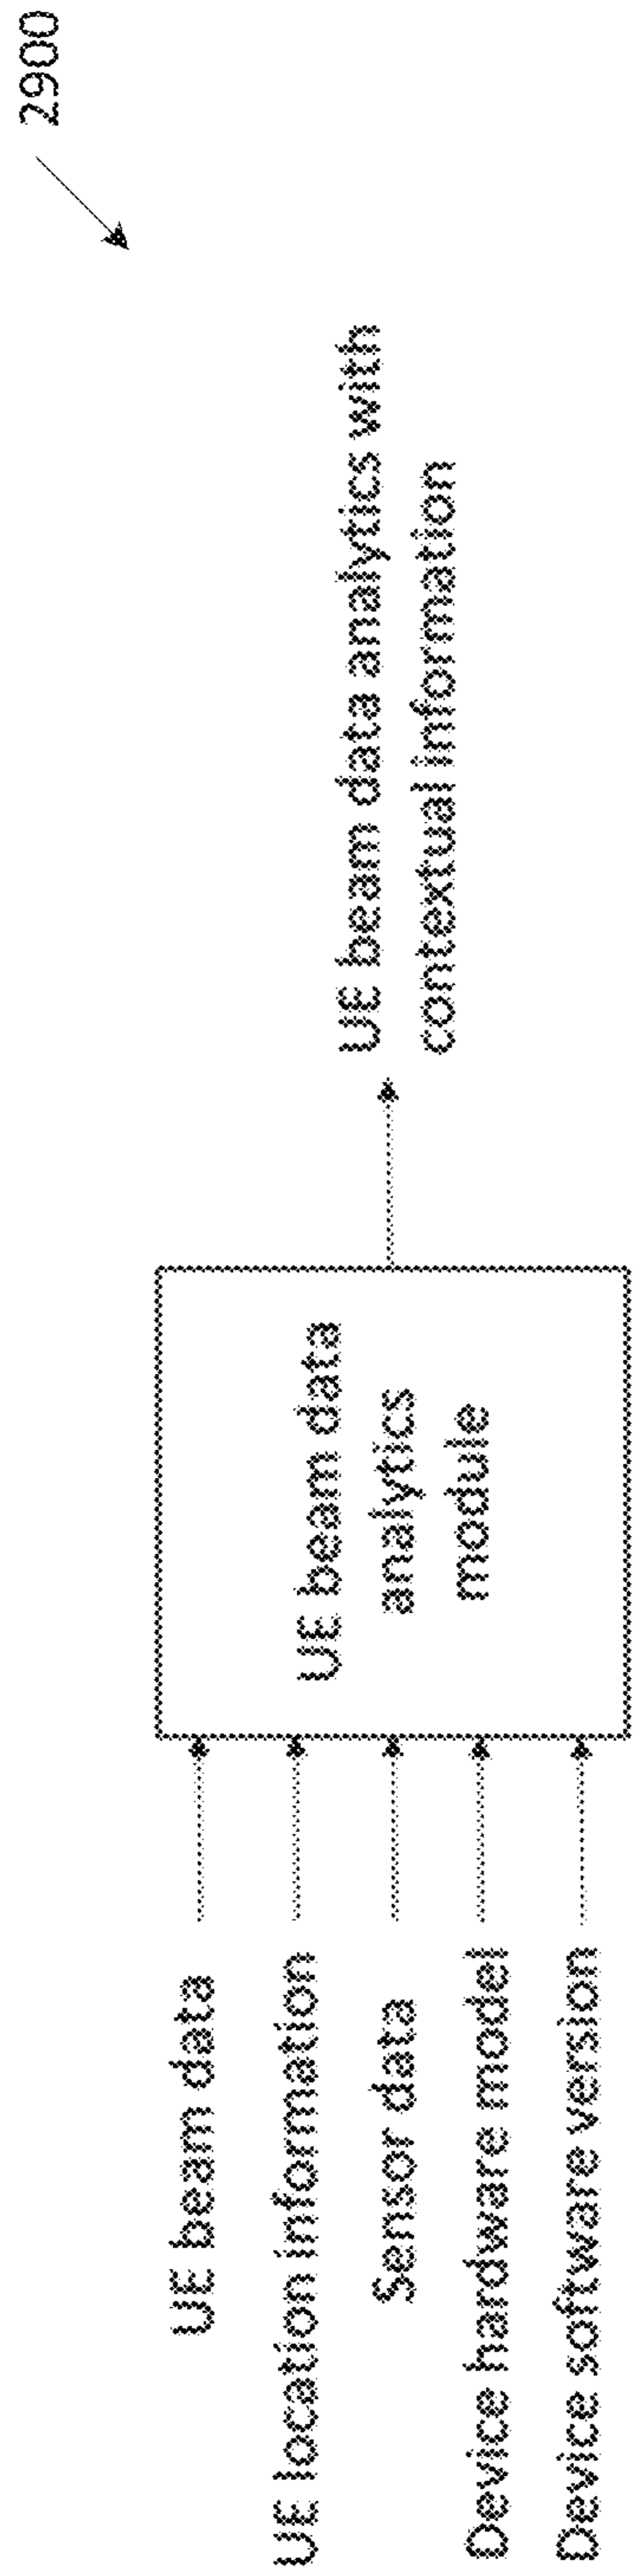 2900
UE beam data
UE location information
Sensor data
Device hardware model
Device software version
UE beam data
analytics
module
UE beam data analytics with
contextual information